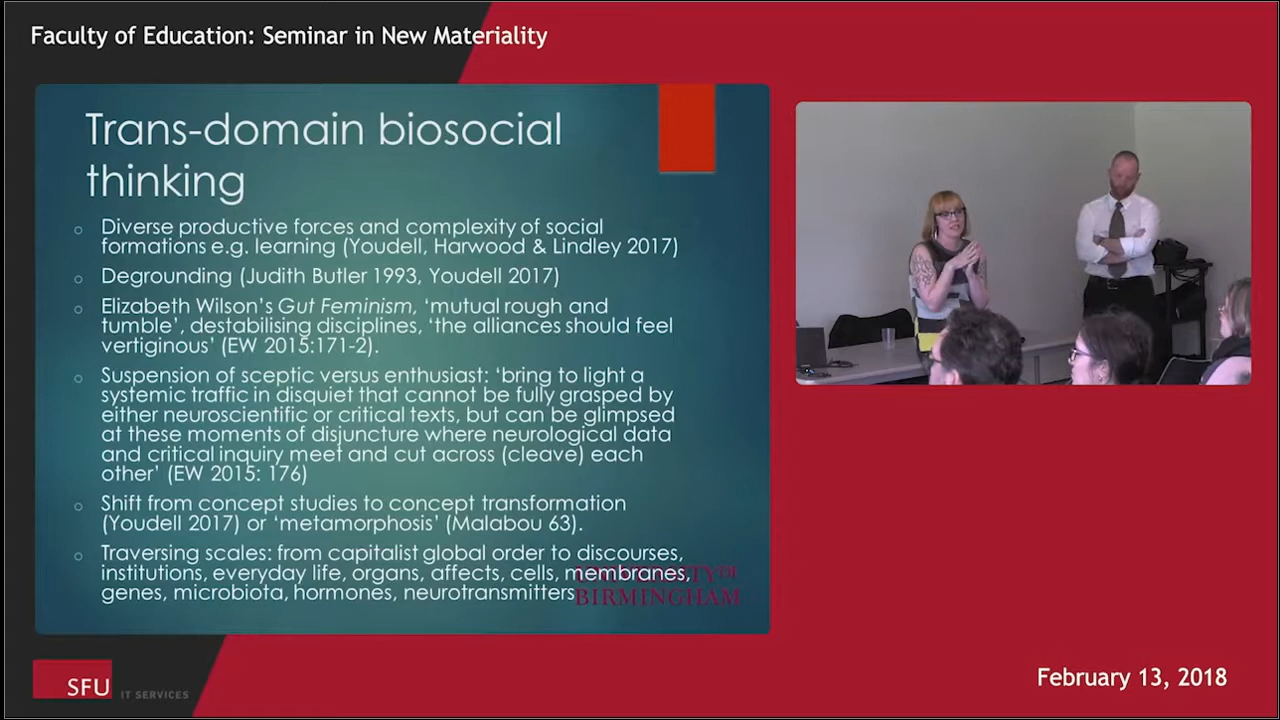 Faculty of Education: Seminar in New Materiality
Trans-domain biosocial
thinking
Diverse productive forces and complexity of social
formations e.g. learning (Youdell, Harwood & Lindley 2017)
Degrounding (Judith Butler 1993, Youdell 2017)
Elizabeth Wilson's Gut Feminism, 'mutual rough and
tumble', destabilising disciplines, 'the alliances should feel
vertiginous' (EW 2015:171-2).
Suspension of sceptic versus enthusiast: 'bring to light a
systemic traffic in disquiet that cannot be fully grasped by
either neuroscientific or critical texts, but can be glimpsed
at these moments of disjuncture where neurological data
and critical inquiry meet and cut across (cleave) each
other' (EW 2015: 176)
Shift from concept studies to concept transformation
(Youdell 2017) or 'metamorphosis' (Malabou 63).
Traversing scales: from capitalist global order to discourses,
institutions, everyday life, organs, affects, cells, membranes,
genes, microbiota, hormones, neurotransmitters
UNIVERSITY OF
BIRMINGHAM
SFU IT SERVICES
February 13, 2018